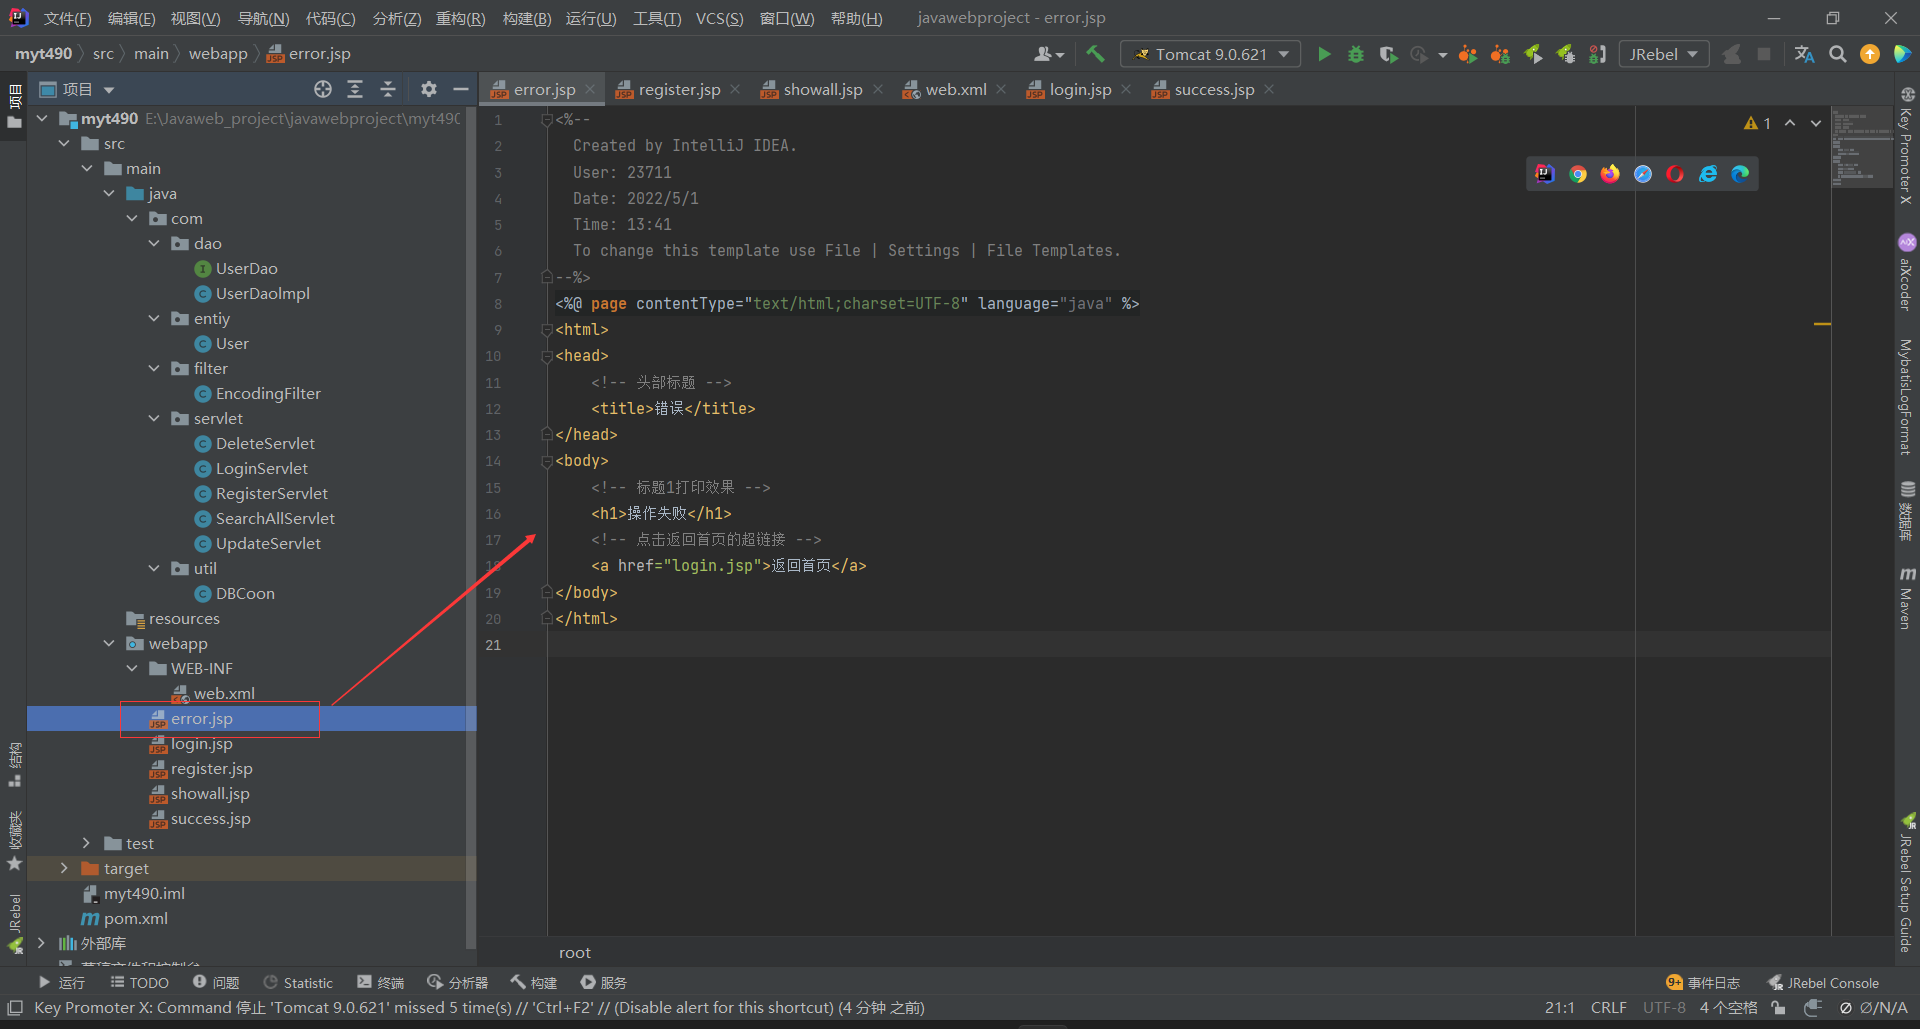 文件(F) 编辑(E) 视图(V) 导航(N) 代码(C) 分析(Z) 重构(R) 构建(B) 运行(U) 工具(T) VCS(S) 窗口(W) 帮助(H) javawebproject - error.jsp
myt490 src main webapp error.jsp
Tomcat 9.0.621
JRebel
项目
项目
error.jsp register.jsp showall.jsp web.xml login.jsp success.jsp
myt490 E:\Javaweb_project\javawebproject\myt490
src
main
java
com
dao
UserDao
UserDaoImpl
entiy
User
filter
EncodingFilter
servlet
DeleteServlet
LoginServlet
RegisterServlet
SearchAllServlet
UpdateServlet
util
DBCoon
resources
webapp
WEB-INF
web.xml
error.jsp
login.jsp
register.jsp
showall.jsp
success.jsp
test
target
myt490.iml
pom.xml
外部库
结构
收藏夹
JRebel
1 <%--
2 Created by IntelliJ IDEA.
3 User: 23711
4 Date: 2022/5/1
5 Time: 13:41
6 To change this template use File | Settings | File Templates.
7 --%>
8 <%@ page contentType="text/html;charset=UTF-8" language="java" %>
9 <html>
10 <head>
11 <!-- 头部标题 -->
12 <title>错误</title>
13 </head>
14 <body>
15 <!-- 标题1打印效果 -->
16 <h1>操作失败</h1>
17 <!-- 点击返回首页的超链接 -->
18 <a href="login.jsp">返回首页</a>
19 </body>
20 </html>
21
1
root
Key Promoter X
aiXcoder
MybatisLogFormat
数据库
Maven
JRebel Setup Guide
运行 TODO 问题 Statistic 终端 分析器 构建 服务
9+ 事件日志 JRebel Console
Key Promoter X: Command 停止 'Tomcat 9.0.621' missed 5 time(s) // 'Ctrl+F2' // (Disable alert for this shortcut) (4 分钟 之前)
21:1 CRLF UTF-8 4 个空格 ∅/N/A